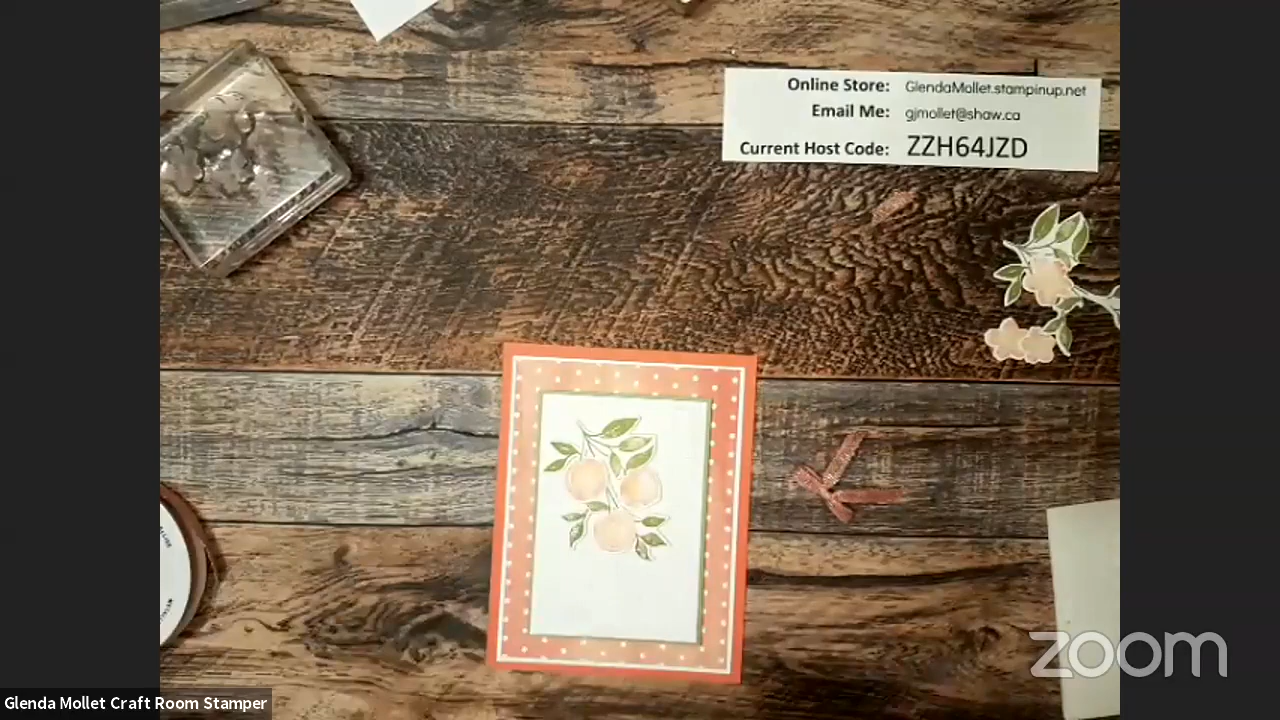 Online Store: GlendaMollet.stampinup.net
Email Me: gjmollet@shaw.ca
Current Host Code: ZZH64JZD
zoom
Glenda Mollet Craft Room Stamper